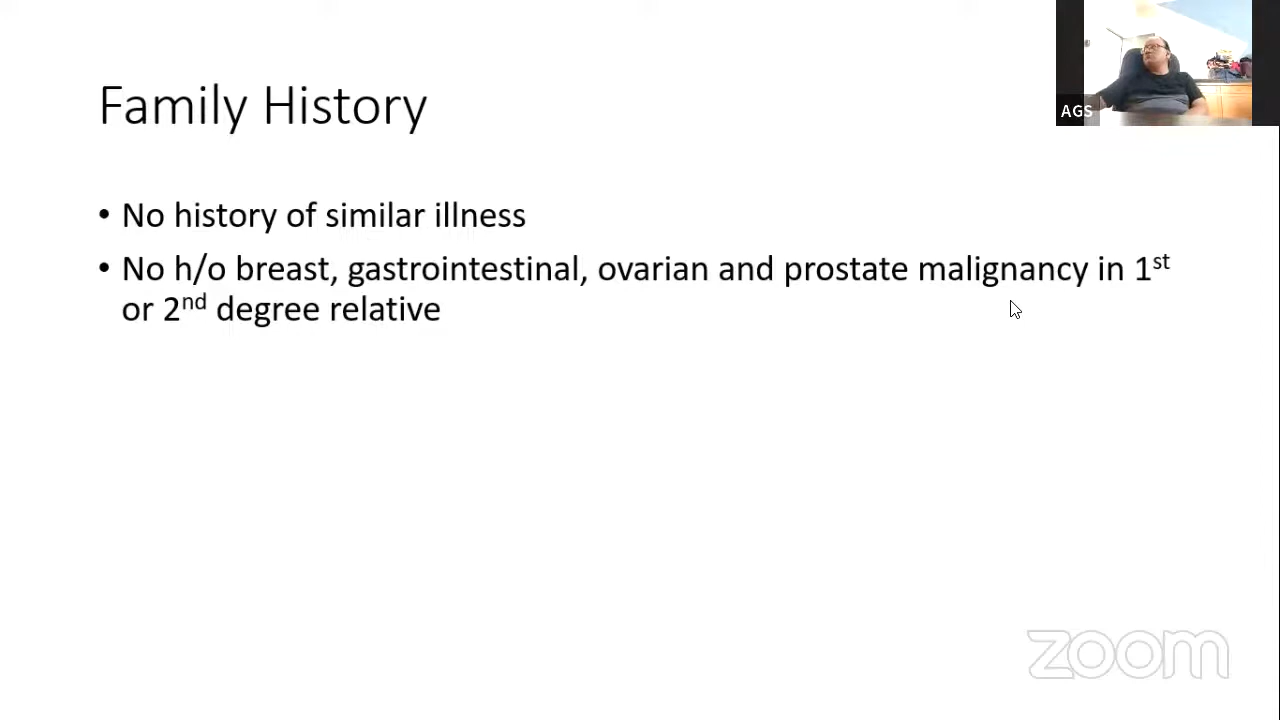 AGS
Family History
• No history of similar illness
• No h/o breast, gastrointestinal, ovarian and prostate malignancy in 1st
or 2nd degree relative
zoom